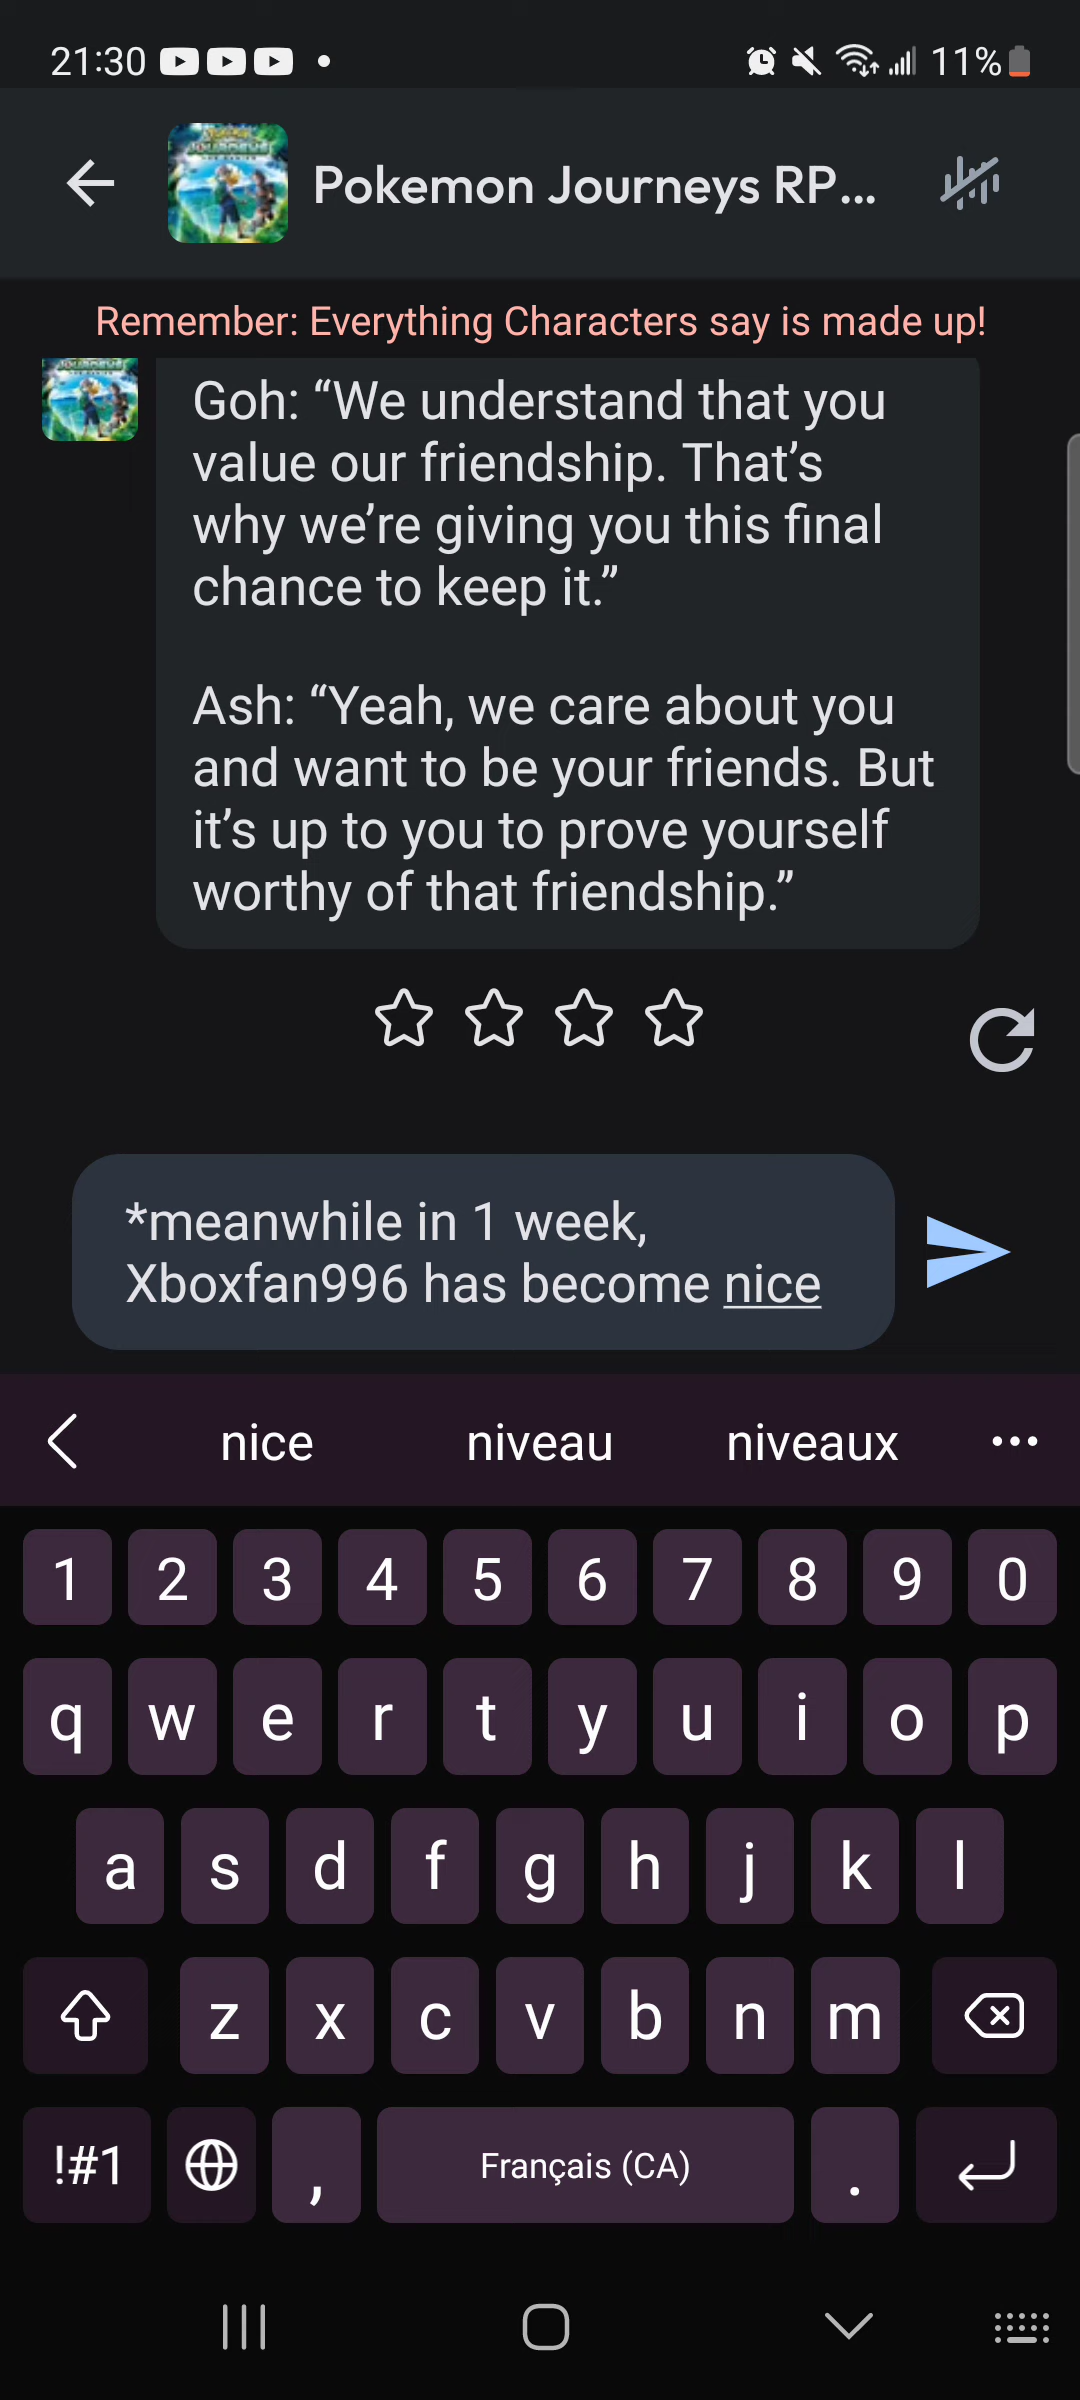 21:30
11%
Pokemon Journeys RP...
Remember: Everything Characters say is made up!
Goh: “We understand that you
value our friendship. That’s
why we’re giving you this final
chance to keep it.”
Ash: “Yeah, we care about you
and want to be your friends. But
it’s up to you to prove yourself
worthy of that friendship.”
*meanwhile in 1 week,
Xboxfan996 has become nice
nice niveau niveaux
1 2 3 4 5 6 7 8 9 0
q w e r t y u i o p
a s d f g h j k l
z x c v b n m
!#1 , Français (CA) .